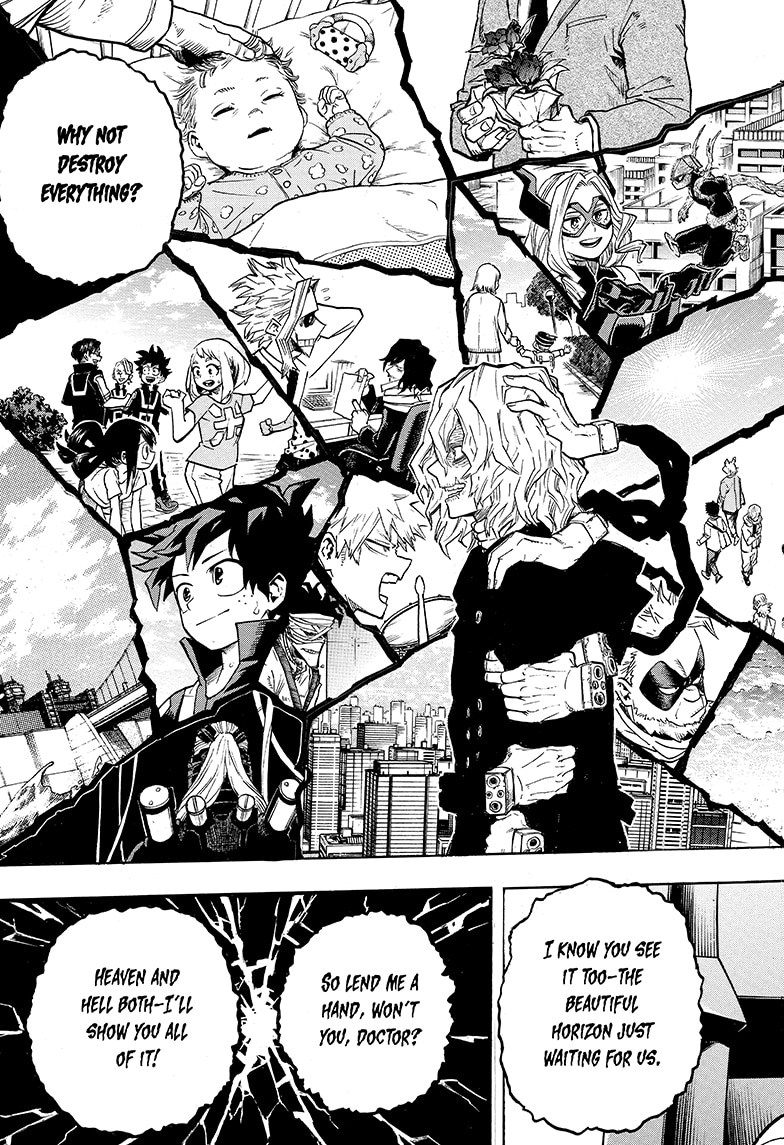 WHY NOT
DESTROY
EVERYTHING?
I KNOW YOU SEE
IT TOO-THE
BEAUTIFUL
HORIZON JUST
WAITING FOR US.
SO LEND ME A
HAND, WON'T
YOU, DOCTOR?
HEAVEN AND
HELL BOTH-I'LL
SHOW YOU ALL
OF IT!